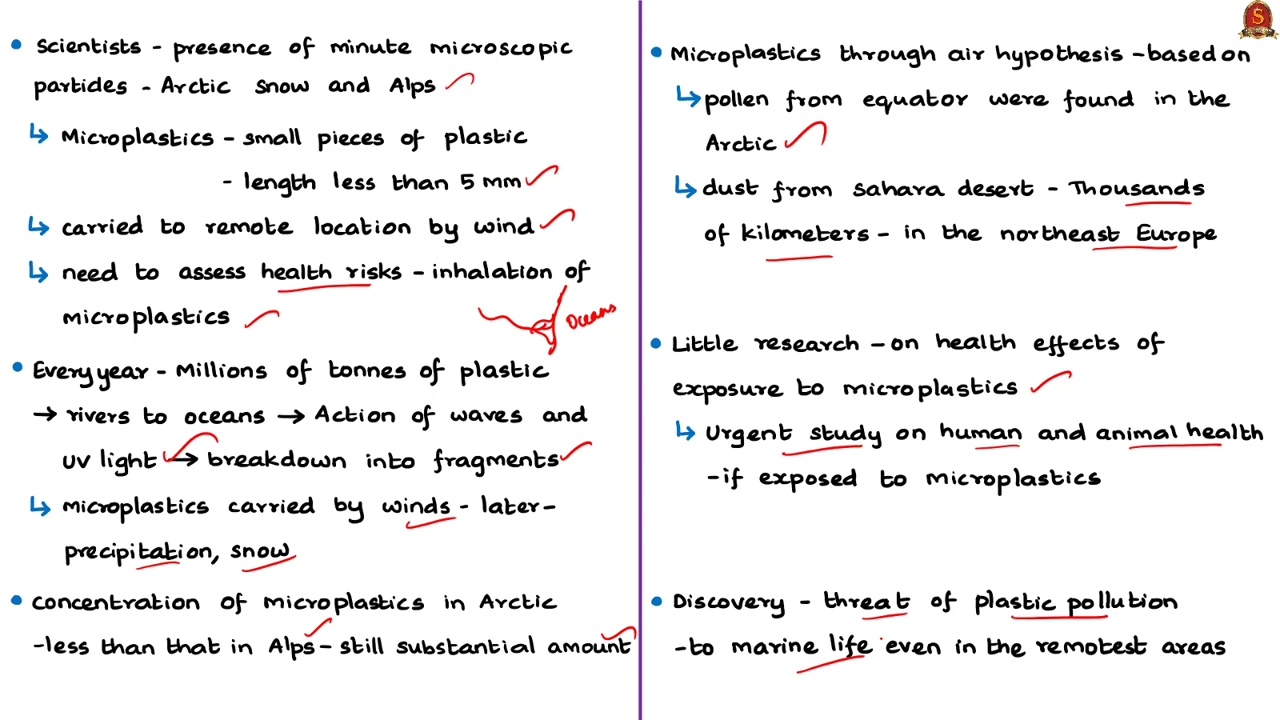 • Scientists - presence of minute microscopic
particles - Arctic snow and Alps
↳ Microplastics - small pieces of plastic
- length less than 5 mm
↳ carried to remote location by wind
↳ need to assess health risks - inhalation of
microplastics
Oceans
• Every year - Millions of tonnes of plastic
→ rivers to oceans → Action of waves and
UV light → breakdown into fragments
↳ microplastics carried by winds - later-
precipitation, snow
• concentration of microplastics in Arctic
-less than that in Alps - still substantial amount
S
• Microplastics through air hypothesis - based on
↳ pollen from equator were found in the
Arctic
↳ dust from sahara desert - Thousands
of kilometers - in the northeast Europe
• Little research - on health effects of
exposure to microplastics
↳ Urgent study on human and animal health
-if exposed to microplastics
• Discovery - threat of plastic pollution
-to marine life even in the remotest areas